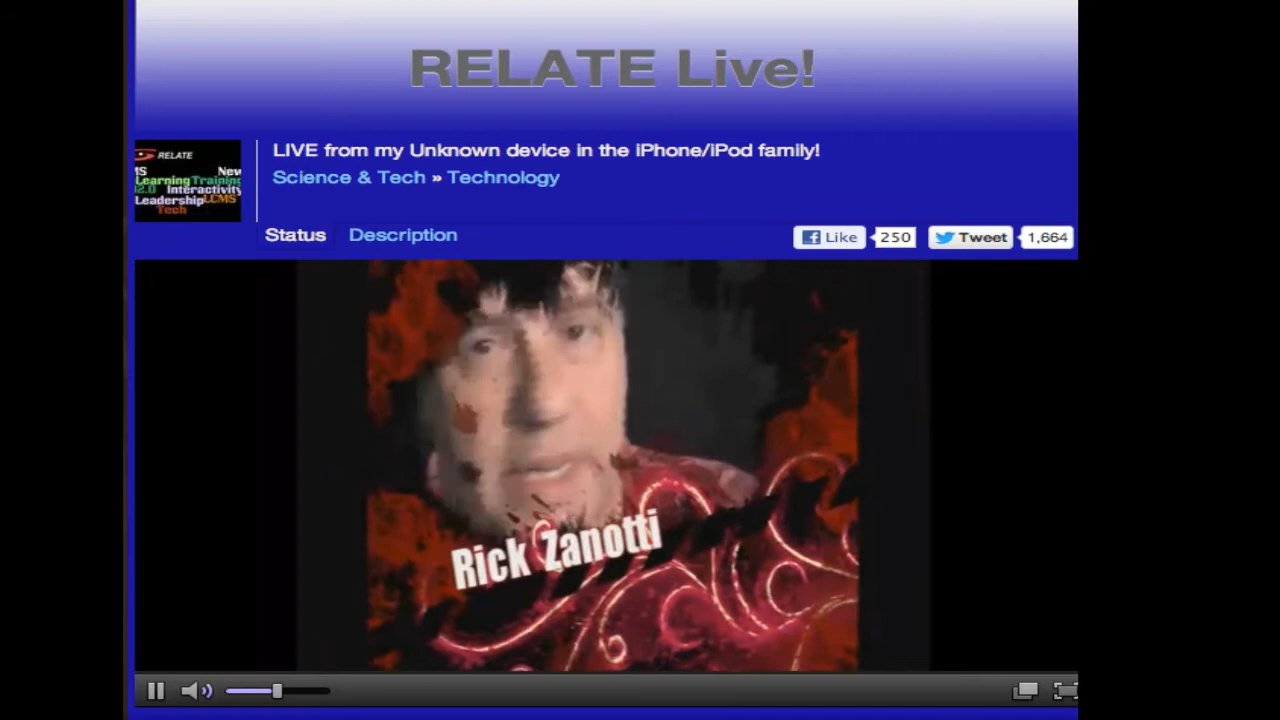 RELATE Live!
RELATE
New
Learning Training
Interactivity
Leadership LCMS
Tech
LIVE from my Unknown device in the iPhone/iPod family!
Science & Tech » Technology
Status Description
Like 250 Tweet 1,664
Rick Zanotti